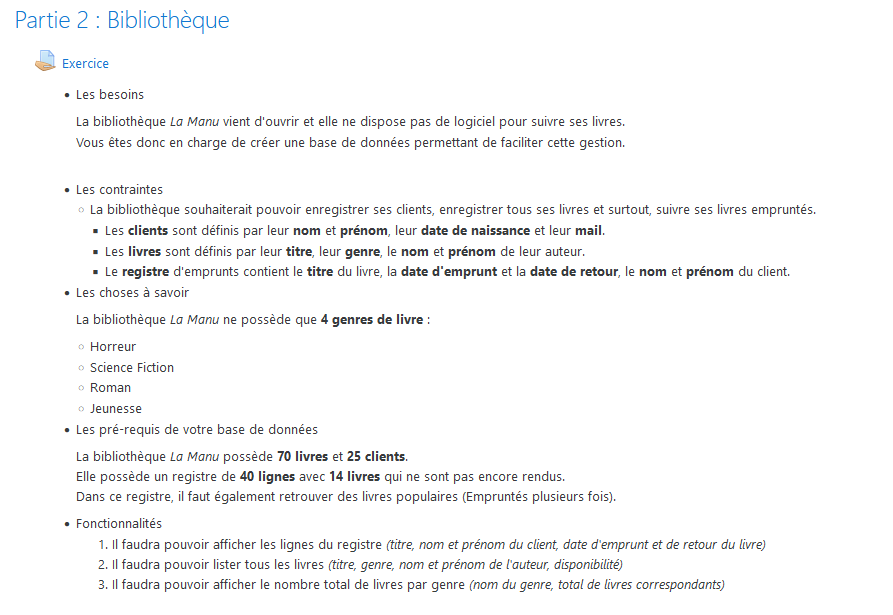 Partie 2 : Bibliothèque
Exercice
• Les besoins
La bibliothèque La Manu vient d'ouvrir et elle ne dispose pas de logiciel pour suivre ses livres.
Vous êtes donc en charge de créer une base de données permettant de faciliter cette gestion.
• Les contraintes
○ La bibliothèque souhaiterait pouvoir enregistrer ses clients, enregistrer tous ses livres et surtout, suivre ses livres empruntés.
▪ Les clients sont définis par leur nom et prénom, leur date de naissance et leur mail.
▪ Les livres sont définis par leur titre, leur genre, le nom et prénom de leur auteur.
▪ Le registre d'emprunts contient le titre du livre, la date d'emprunt et la date de retour, le nom et prénom du client.
• Les choses à savoir
La bibliothèque La Manu ne possède que 4 genres de livre :
○ Horreur
○ Science Fiction
○ Roman
○ Jeunesse
• Les pré-requis de votre base de données
La bibliothèque La Manu possède 70 livres et 25 clients.
Elle possède un registre de 40 lignes avec 14 livres qui ne sont pas encore rendus.
Dans ce registre, il faut également retrouver des livres populaires (Empruntés plusieurs fois).
• Fonctionnalités
1. Il faudra pouvoir afficher les lignes du registre (titre, nom et prénom du client, date d'emprunt et de retour du livre)
2. Il faudra pouvoir lister tous les livres (titre, genre, nom et prénom de l'auteur, disponibilité)
3. Il faudra pouvoir afficher le nombre total de livres par genre (nom du genre, total de livres correspondants)